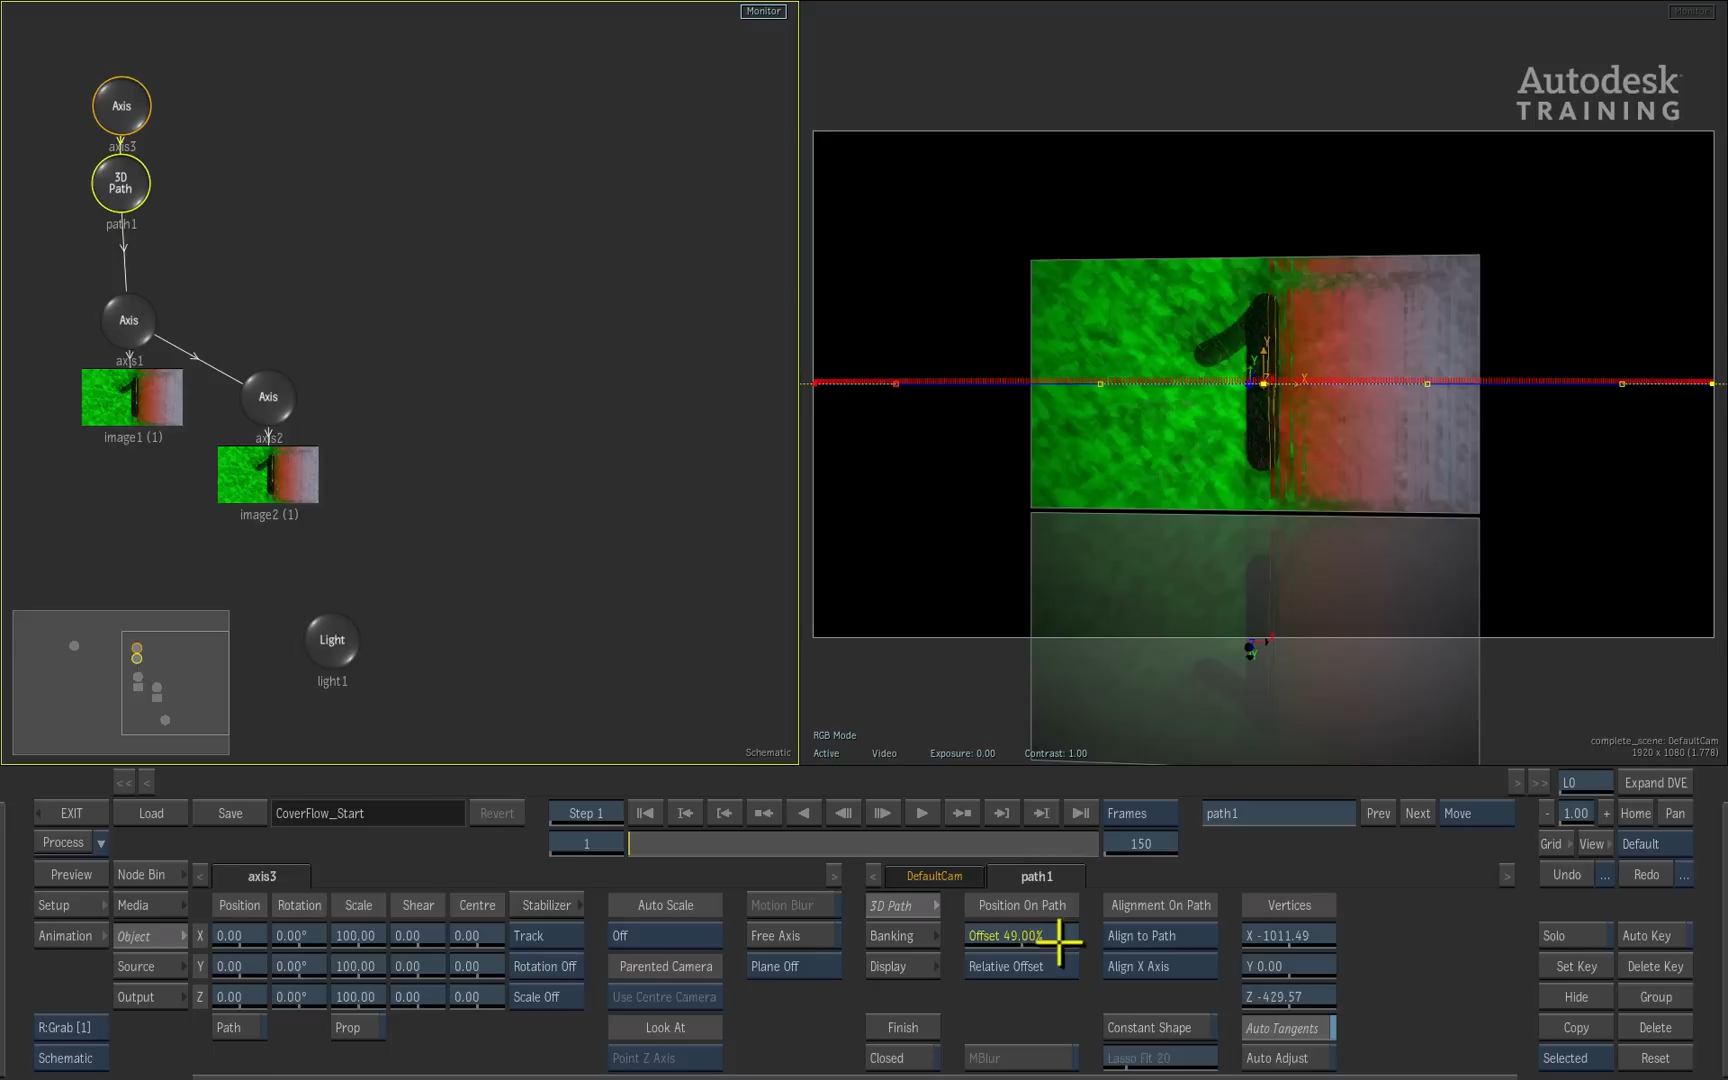 Monitor
Monitor
Autodesk
TRAINING
Axis
axis3
3D
Path
path1
Axis
axis1
image1 (1)
Axis
axis2
image2 (1)
Light
light1
Schematic
RGB Mode
Active Video Exposure: 0.00 Contrast: 1.00
complete_scene: DefaultCam
1920 x 1080 (1.778)
<< < > >> L0 Expand DVE
EXIT Load Save CoverFlow_Start Revert Step 1 Frames path1 Prev Next Move - 1.00 + Home Pan
Process 1 150 Grid View Default
Preview Node Bin < axis3 > < DefaultCam path1 > Undo ... Redo ...
Setup Media Position Rotation Scale Shear Centre Stabilizer Auto Scale Motion Blur 3D Path Position On Path Alignment On Path Vertices
Animation Object X 0.00 0.00° 100.00 0.00 0.00 Track Off Free Axis Banking Offset 49.00% Align to Path X -1011.49 Solo Auto Key
Source Y 0.00 0.00° 100.00 0.00 0.00 Rotation Off Parented Camera Plane Off Display Relative Offset Align X Axis Y 0.00 Set Key Delete Key
Output Z 0.00 0.00° 100.00 0.00 0.00 Scale Off Use Centre Camera Z -429.57 Hide Group
R:Grab [1] Path Prop Look At Finish Constant Shape Auto Tangents Copy Delete
Schematic Point Z Axis Closed MBlur Lasso Fit 20 Auto Adjust Selected Reset